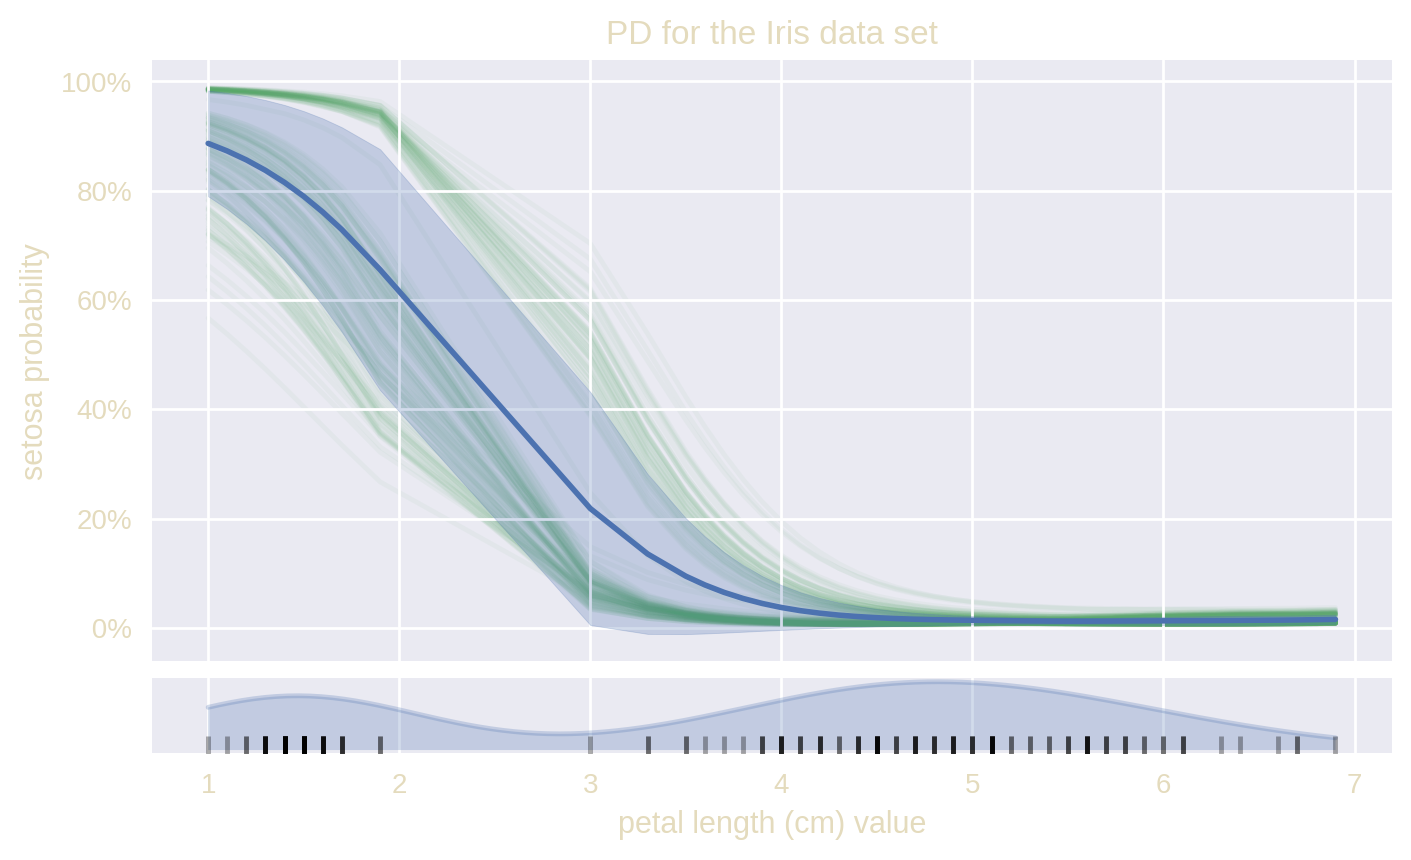 PD for the Iris data set
100%
80%
60%
40%
20%
0%
setosa probability
1 2 3 4 5 6 7
petal length (cm) value